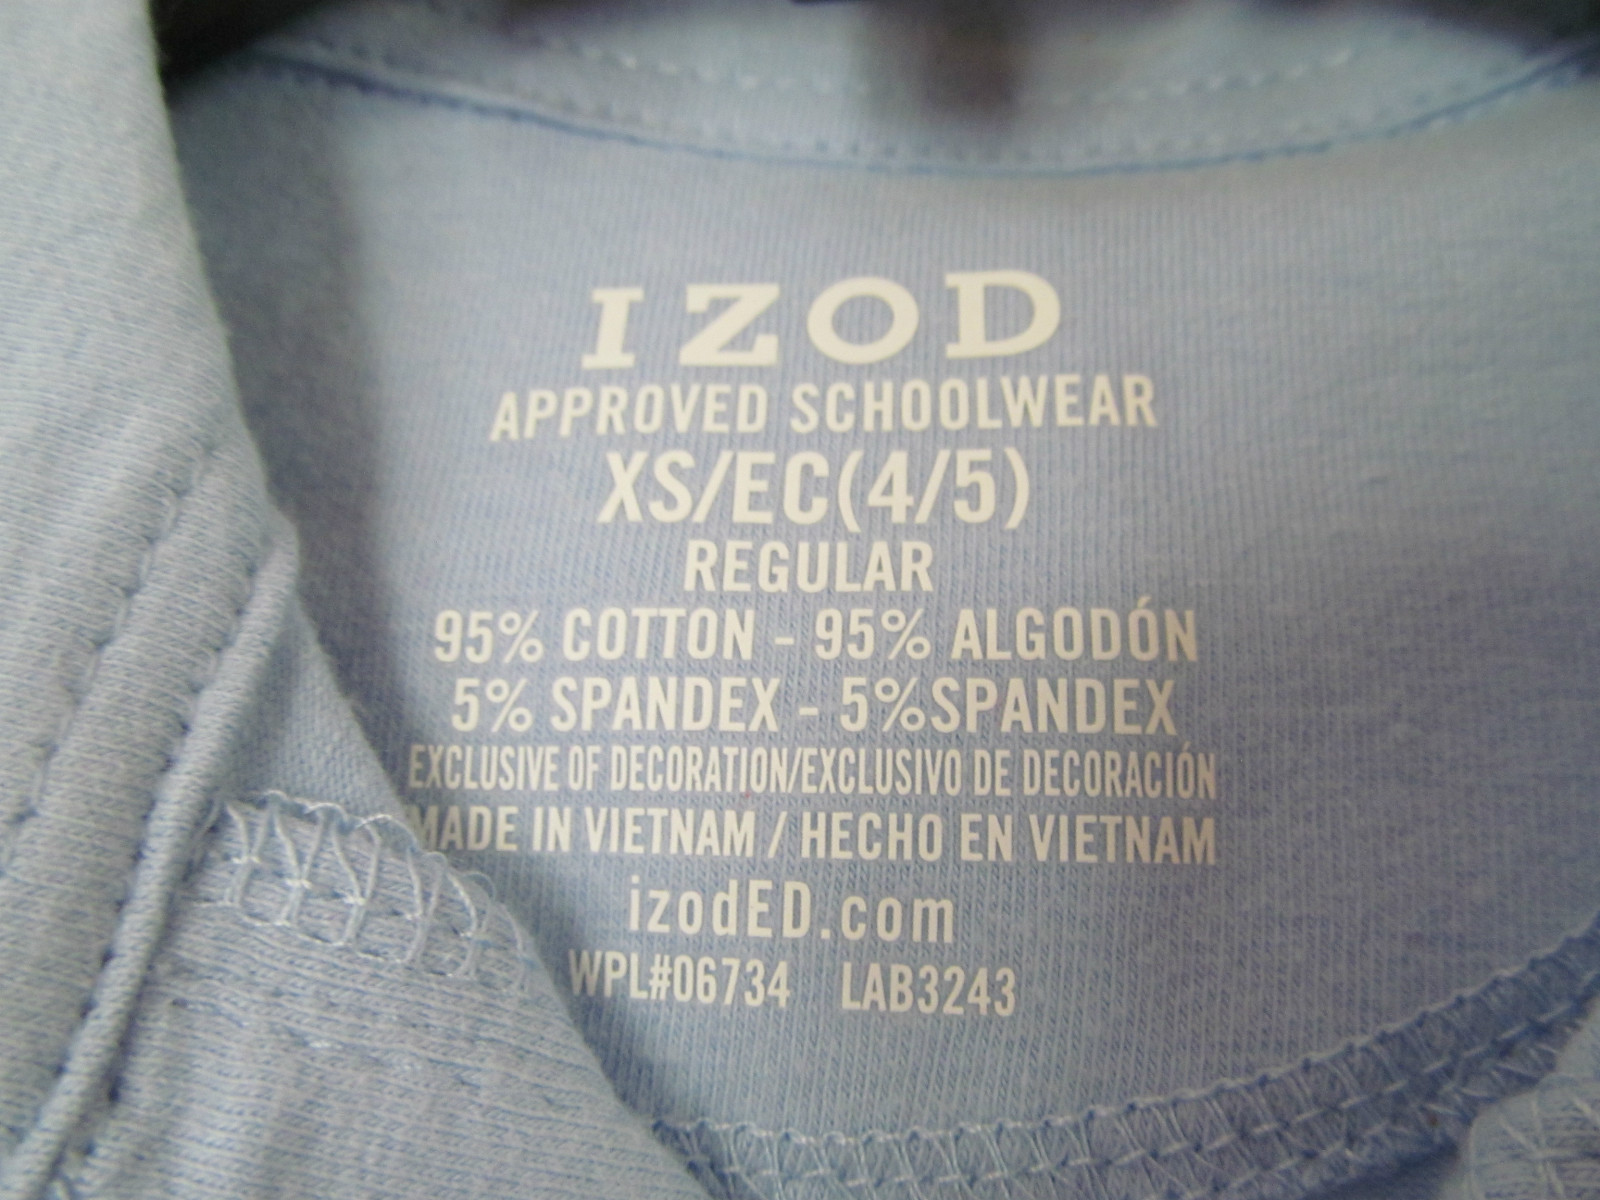 IZOD
APPROVED SCHOOLWEAR
XS/EC(4/5)
REGULAR
95% COTTON - 95% ALGODÓN
5% SPANDEX - 5%SPANDEX
EXCLUSIVE OF DECORATION/EXCLUSIVO DE DECORACIÓN
MADE IN VIETNAM / HECHO EN VIETNAM
izodED.com
WPL#06734 LAB3243